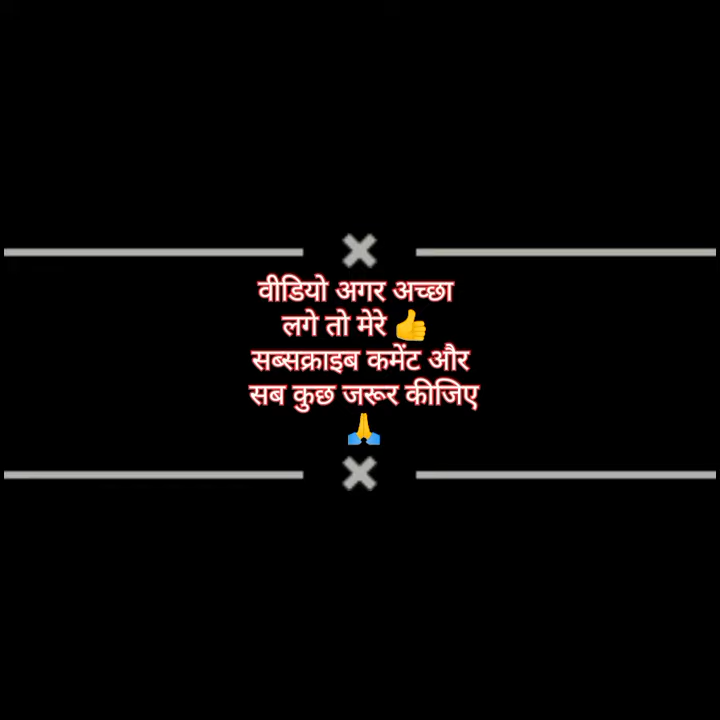 वीडियो अगर अच्छा
लगे तो मेरे 👍
सब्सक्राइब कमेंट और
सब कुछ जरूर कीजिए
🙏